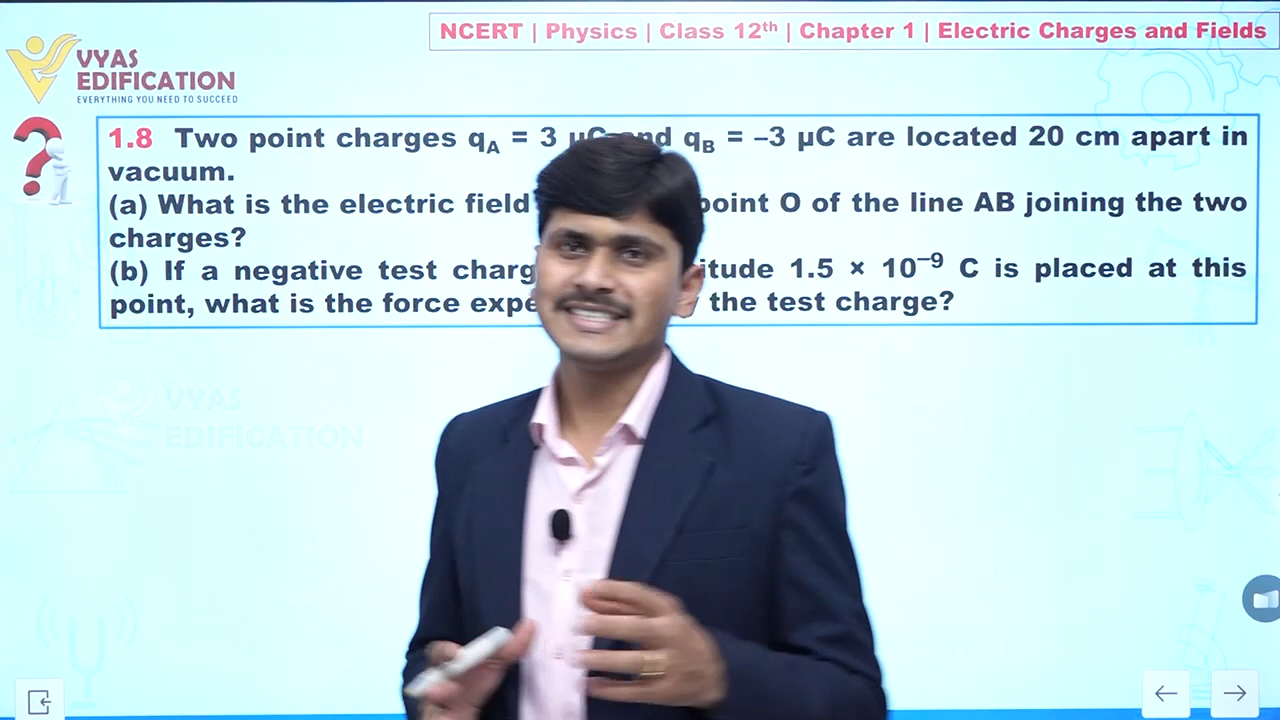 NCERT | Physics | Class 12th | Chapter 1 | Electric Charges and Fields
VYAS
EDIFICATION
EVERYTHING YOU NEED TO SUCCEED
1.8 Two point charges qA = 3 µC and qB = –3 µC are located 20 cm apart in
vacuum.
(a) What is the electric field point O of the line AB joining the two
charges?
(b) If a negative test charg itude 1.5 × 10⁻⁹ C is placed at this
point, what is the force expe the test charge?
VYAS
EDIFICATION